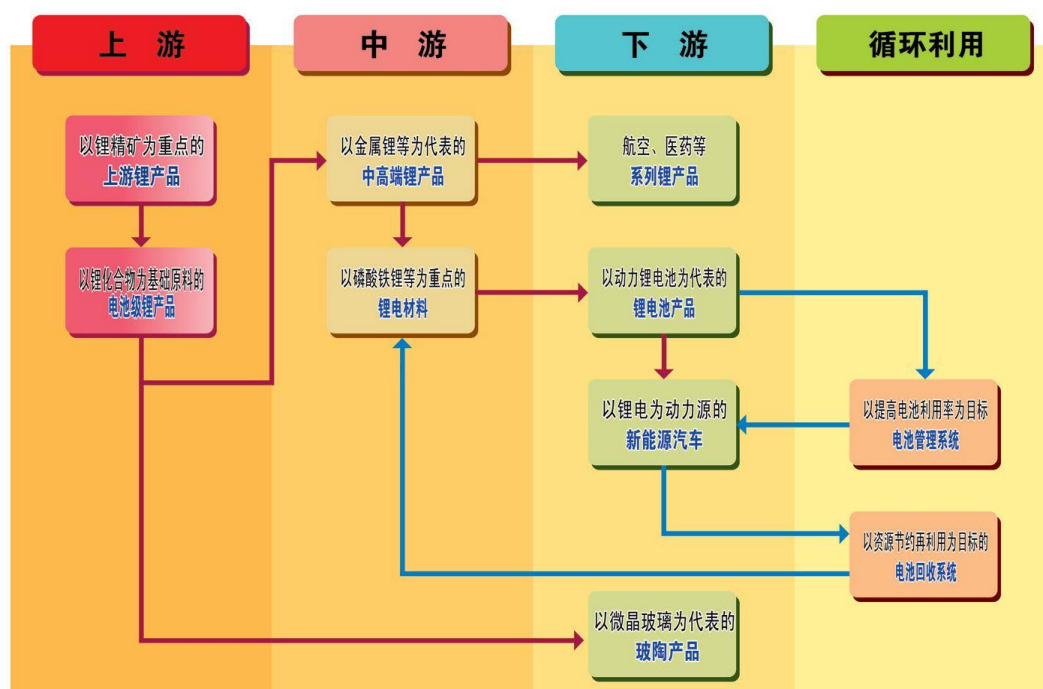 上 游
中 游
下 游
循环利用
以锂精矿为重点的
上游锂产品
以金属锂等为代表的
中高端锂产品
航空、医药等
系列锂产品
以锂化合物为基础原料的
电池级锂产品
以磷酸铁锂等为重点的
锂电材料
以动力锂电池为代表的
锂电池产品
以锂电为动力源的
新能源汽车
以提高电池利用率为目标
电池管理系统
以资源节约再利用为目标的
电池回收系统
以微晶玻璃为代表的
玻陶产品